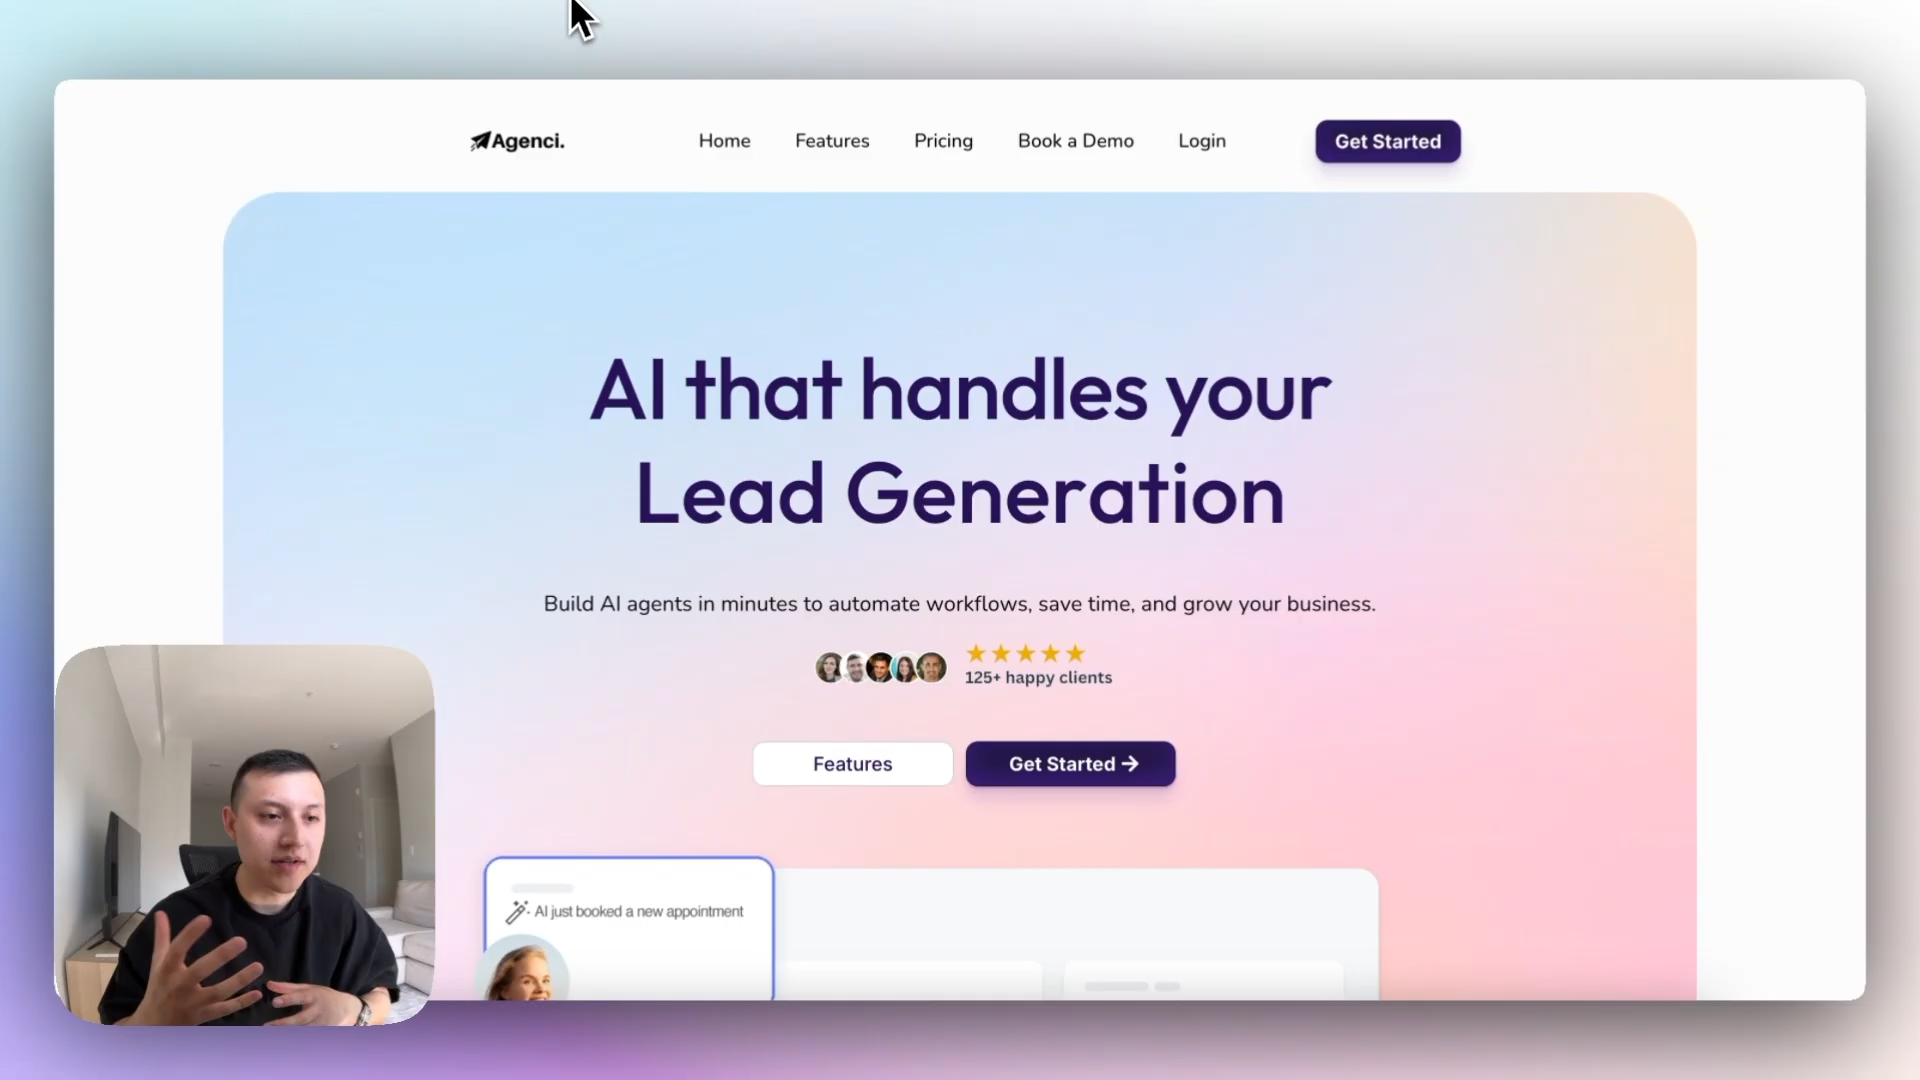 Agenci.
Home
Features
Pricing
Book a Demo
Login
Get Started
AI that handles your
Lead Generation
Build AI agents in minutes to automate workflows, save time, and grow your business.
125+ happy clients
Features
Get Started →
AI just booked a new appointment